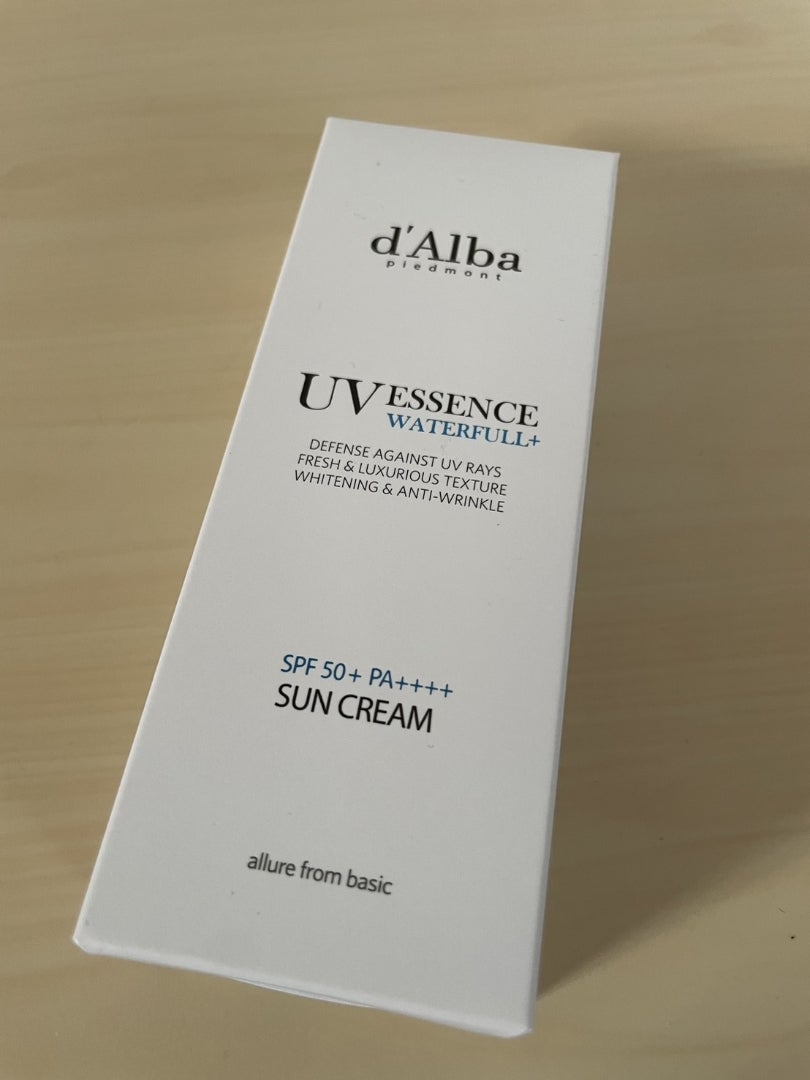 d'Alba
piedmont
UV ESSENCE
WATERFULL+
DEFENSE AGAINST UV RAYS
FRESH & LUXURIOUS TEXTURE
WHITENING & ANTI-WRINKLE
SPF 50+ PA++++
SUN CREAM
allure from basic